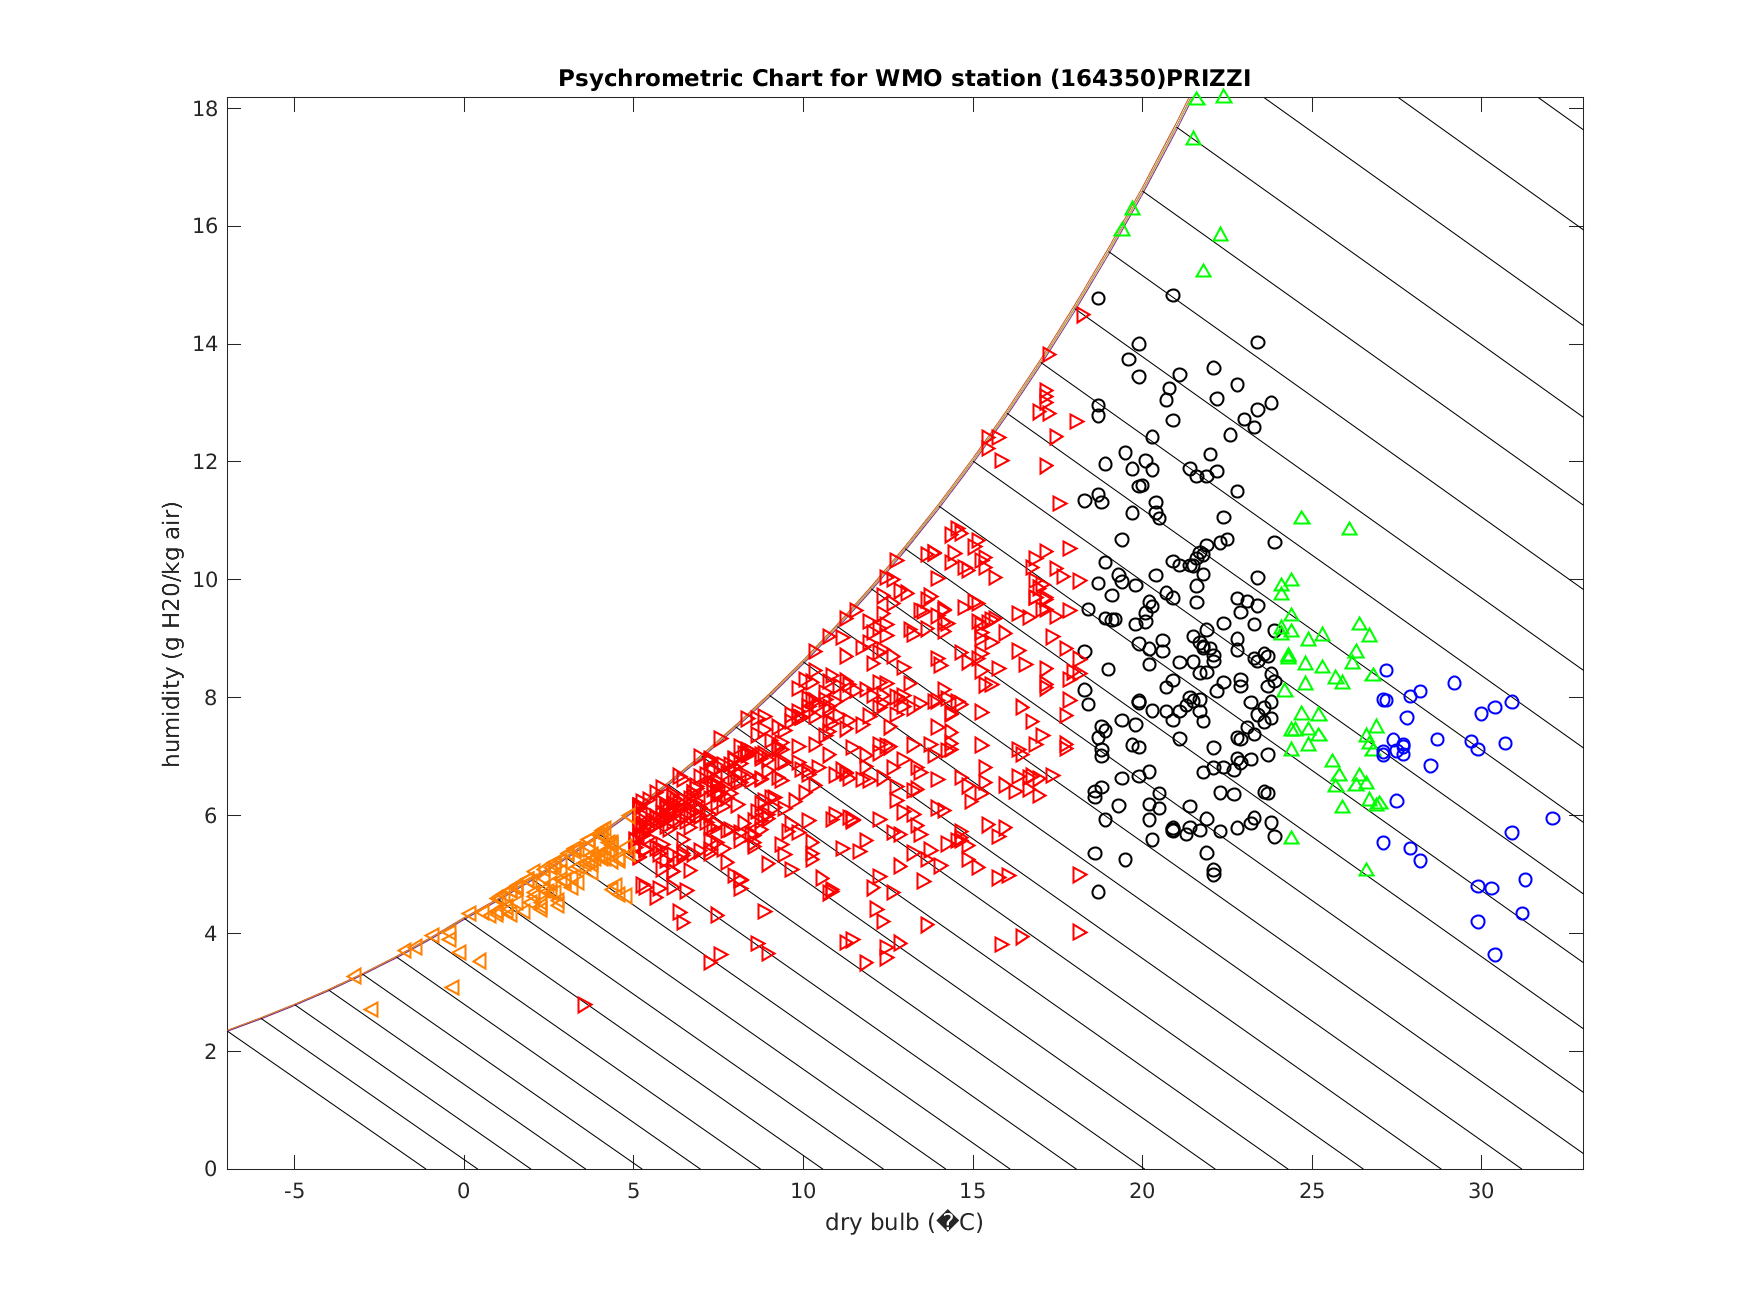 Psychrometric Chart for WMO station (164350)PRIZZI
18
16
14
12
10
8
6
4
2
0
humidity (g H20/kg air)
-5 0 5 10 15 20 25 30
dry bulb (�C)